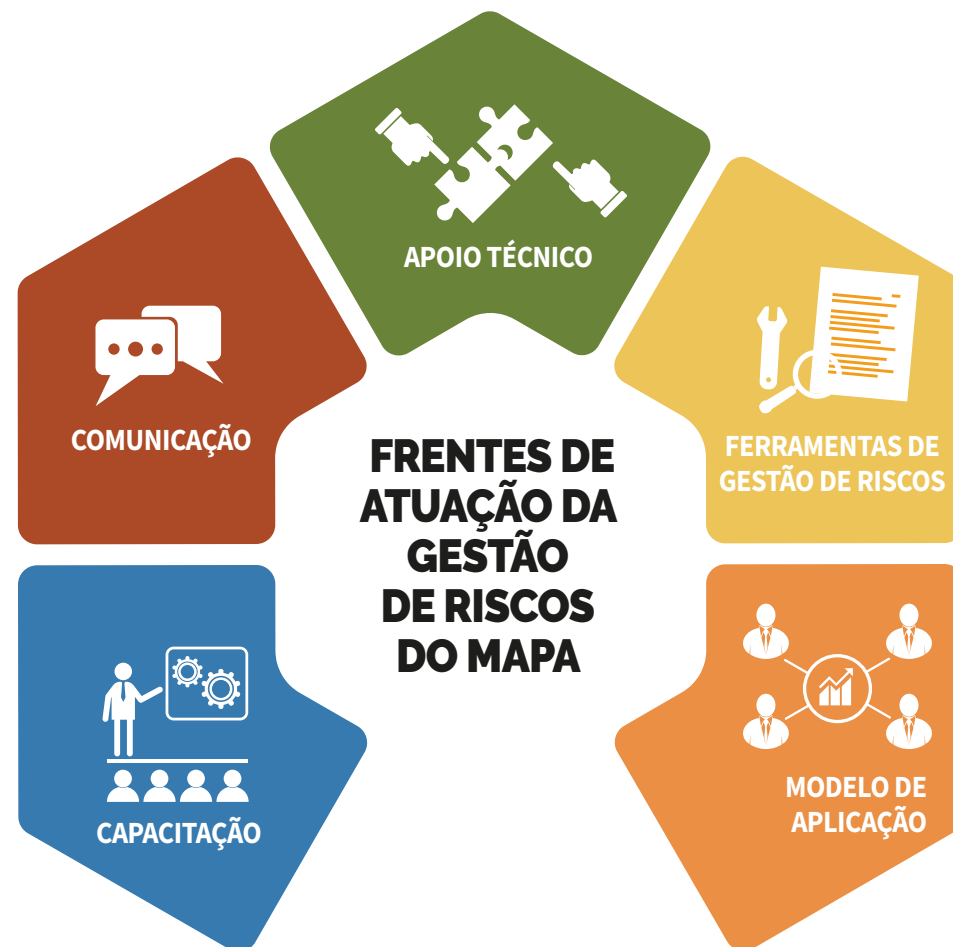 APOIO TÉCNICO
COMUNICAÇÃO
FERRAMENTAS DE
GESTÃO DE RISCOS
FRENTES DE
ATUAÇÃO DA
GESTÃO
DE RISCOS
DO MAPA
CAPACITAÇÃO
MODELO DE
APLICAÇÃO